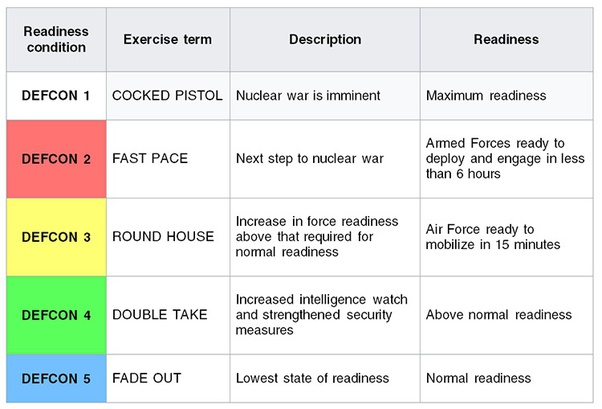 Readiness
condition
Exercise term
Description
Readiness
DEFCON 1
COCKED PISTOL
Nuclear war is imminent
Maximum readiness
DEFCON 2
FAST PACE
Next step to nuclear war
Armed Forces ready to
deploy and engage in less
than 6 hours
DEFCON 3
ROUND HOUSE
Increase in force readiness
above that required for
normal readiness
Air Force ready to
mobilize in 15 minutes
DEFCON 4
DOUBLE TAKE
Increased intelligence watch
and strengthened security
measures
Above normal readiness
DEFCON 5
FADE OUT
Lowest state of readiness
Normal readiness